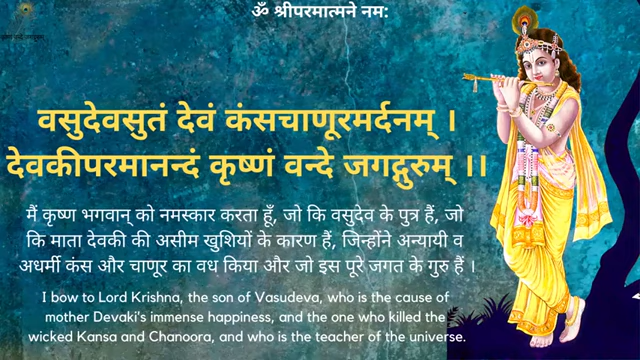 ॐ श्रीपरमात्मने नम:
वसुदेवसुतं देवं कंसचाणूरमर्दनम् ।
देवकीपरमानन्दं कृष्णं वन्दे जगद्गुरुम् ।।
मैं कृष्ण भगवान् को नमस्कार करता हूँ, जो कि वसुदेव के पुत्र हैं, जो
कि माता देवकी की असीम खुशियों के कारण हैं, जिन्होंने अन्यायी व
अधर्मी कंस और चाणूर का वध किया और जो इस पूरे जगत के गुरु हैं ।
I bow to Lord Krishna, the son of Vasudeva, who is the cause of
mother Devaki's immense happiness, and the one who killed the
wicked Kansa and Chanoora, and who is the teacher of the universe.